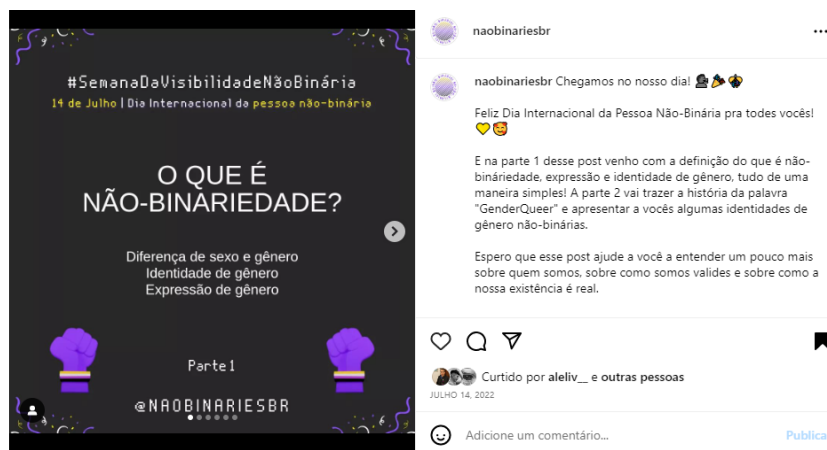 #SemanaDaVisibilidadeNãoBinária
14 de Julho | Dia Internacional da pessoa não-binária
O QUE É
NÃO-BINARIEDADE?
Diferença de sexo e gênero
Identidade de gênero
Expressão de gênero
Parte 1
@NAOBINARIESBR
naobinariesbr
naobinariesbr Chegamos no nosso dia!
Feliz Dia Internacional da Pessoa Não-Binária pra todes vocês!
E na parte 1 desse post venho com a definição do que é não-
bináriedade, expressão e identidade de gênero, tudo de uma
maneira simples! A parte 2 vai trazer a história da palavra
"GenderQueer" e apresentar a vocês algumas identidades de
gênero não-binárias.
Espero que esse post ajude a você a entender um pouco mais
sobre quem somos, sobre como somos valides e sobre como a
nossa existência é real.
Curtido por aleliv__ e outras pessoas
JULHO 14, 2022
Adicione um comentário...
Publica